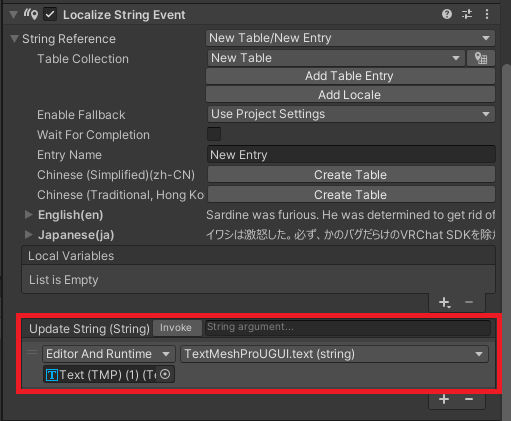 Localize String Event
String Reference
New Table/New Entry
Table Collection
New Table
Add Table Entry
Add Locale
Enable Fallback
Use Project Settings
Wait For Completion
Entry Name
New Entry
Chinese (Simplified)(zh-CN)
Create Table
Chinese (Traditional, Hong Ko
Create Table
English(en)
Sardine was furious. He was determined to get rid of
Japanese(ja)
イワシは激怒した。必ず、かのバグだらけのVRChat SDKを除か
Local Variables
List is Empty
Update String (String)
Invoke
String argument...
Editor And Runtime
TextMeshProUGUI.text (string)
Text (TMP) (1) (Te